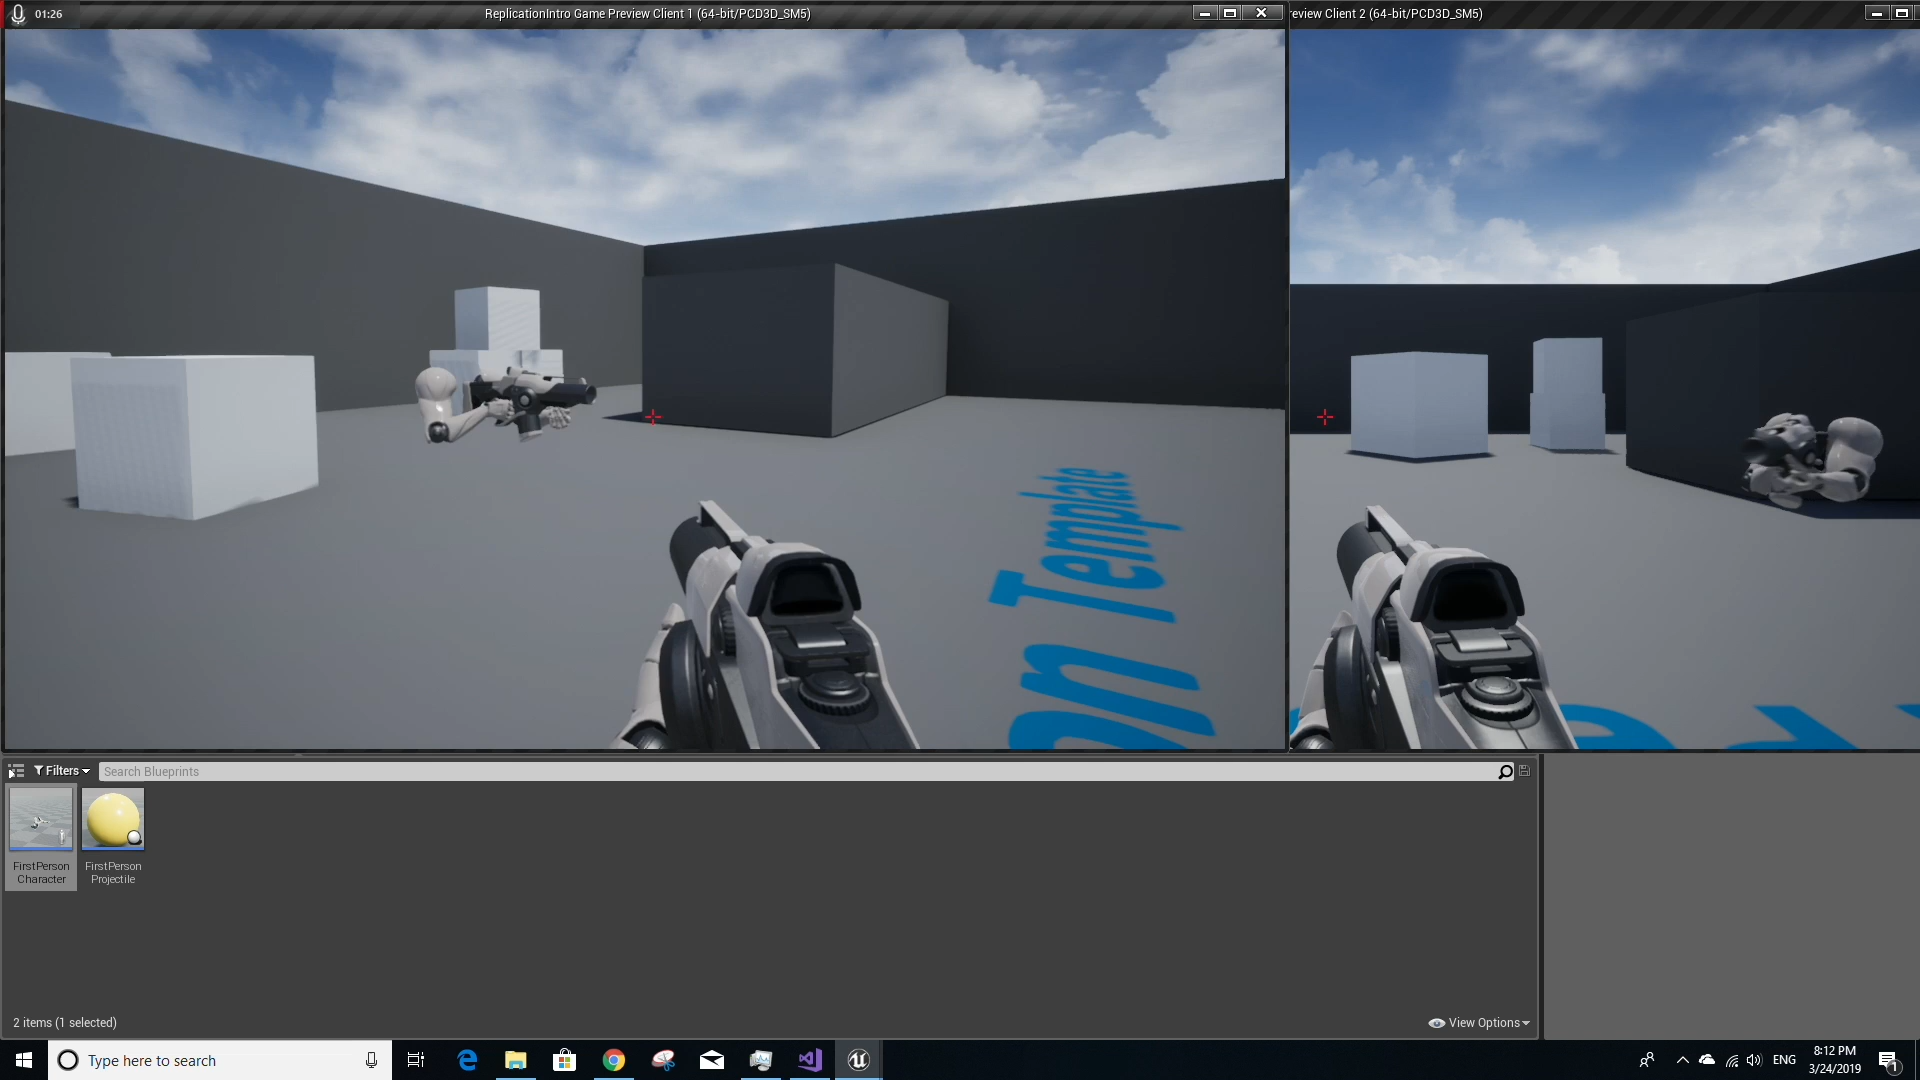 01:26
ReplicationIntro Game Preview Client 1 (64-bit/PCD3D_SM5)
review Client 2 (64-bit/PCD3D_SM5)
on Template
Filters
Search Blueprints
FirstPerson
Character
FirstPerson
Projectile
2 items (1 selected)
View Options
Type here to search
ENG
8:12 PM
3/24/2019
1